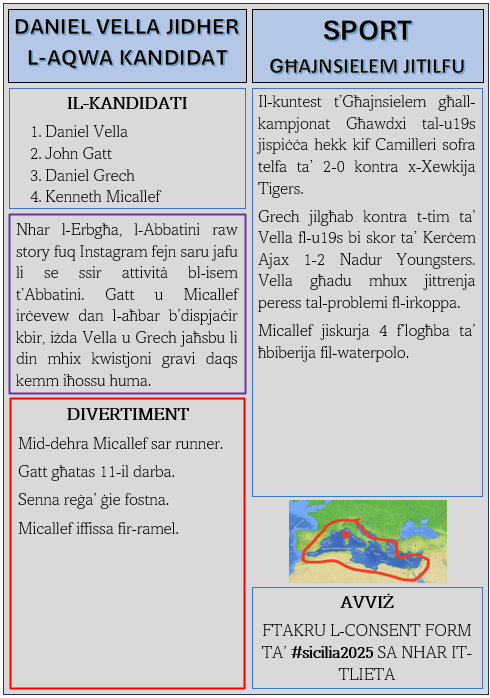 DANIEL VELLA JIDHER
L-AQWA KANDIDAT
IL-KANDIDATI
1. Daniel Vella
2. John Gatt
3. Daniel Grech
4. Kenneth Micallef
Nhar l-Erbgħa, l-Abbatini raw
story fuq Instagram fejn saru jafu
li se ssir attività bl-isem
t’Abbatini. Gatt u Micallef
irċevew dan l-aħbar b’dispjaċir
kbir, iżda Vella u Grech jaħsbu li
din mhix kwistjoni gravi daqs
kemm iħossu huma.
DIVERTIMENT
Mid-dehra Micallef sar runner.
Gatt għatas 11-il darba.
Senna reġa’ ġie fostna.
Micallef iffissa fir-ramel.
SPORT
GĦAJNSIELEM JITILFU
Il-kuntest t’Għajnsielem għall-
kampjonat Għawdxi tal-u19s
jispiċċa hekk kif Camilleri sofra
telfa ta’ 2-0 kontra x-Xewkija
Tigers.
Grech jilgħab kontra t-tim ta’
Vella fl-u19s bi skor ta’ Kerċem
Ajax 1-2 Nadur Youngsters.
Vella għadu mhux jittrenja
peress tal-problemi fl-irkoppa.
Micallef jiskurja 4 f’logħba ta’
ħbiberija fil-waterpolo.
AVVIŻ
FTAKRU L-CONSENT FORM
TA’ #sicilia2025 SA NHAR IT-
TLIETA